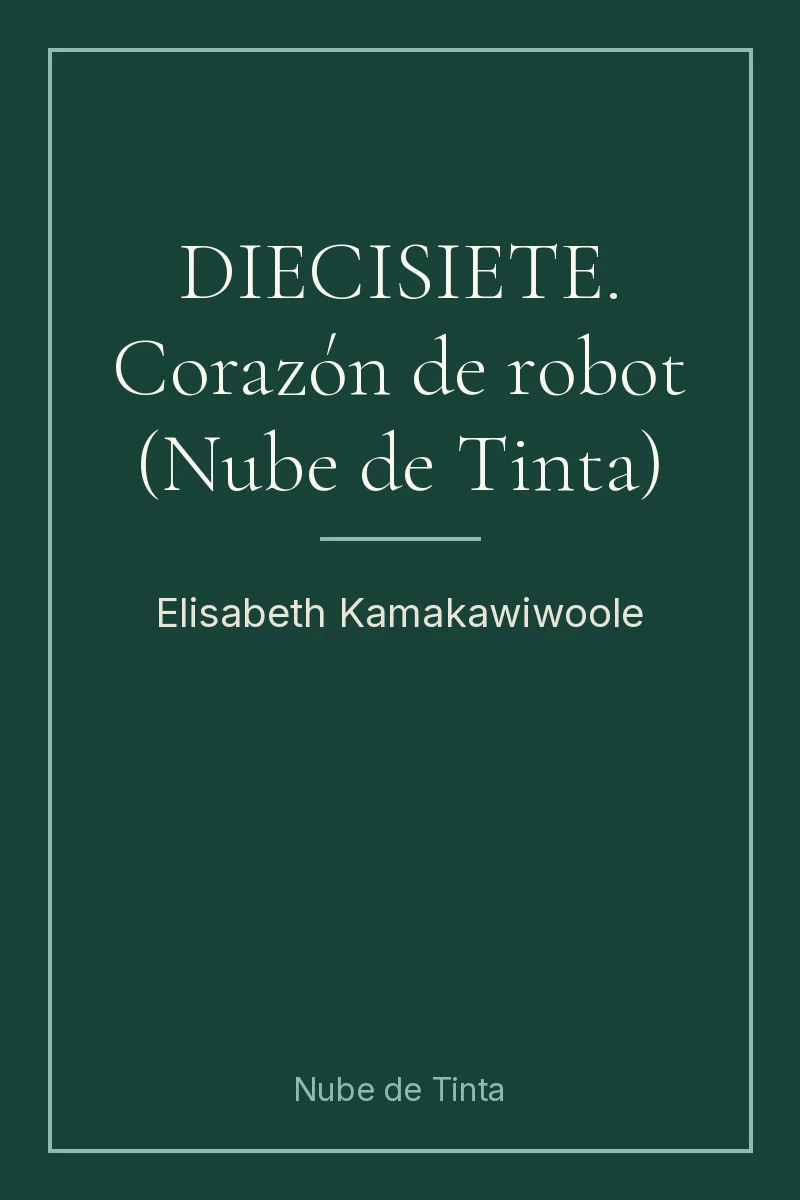 DIECISIETE.
Corazón de robot
(Nube de Tinta)
Elisabeth Kamakawiwoole
Nube de Tinta